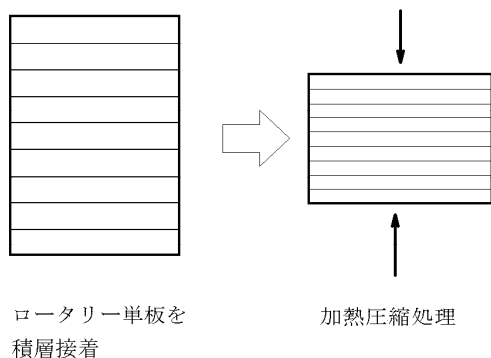 ロータリー単板を
積層接着
加熱圧縮処理